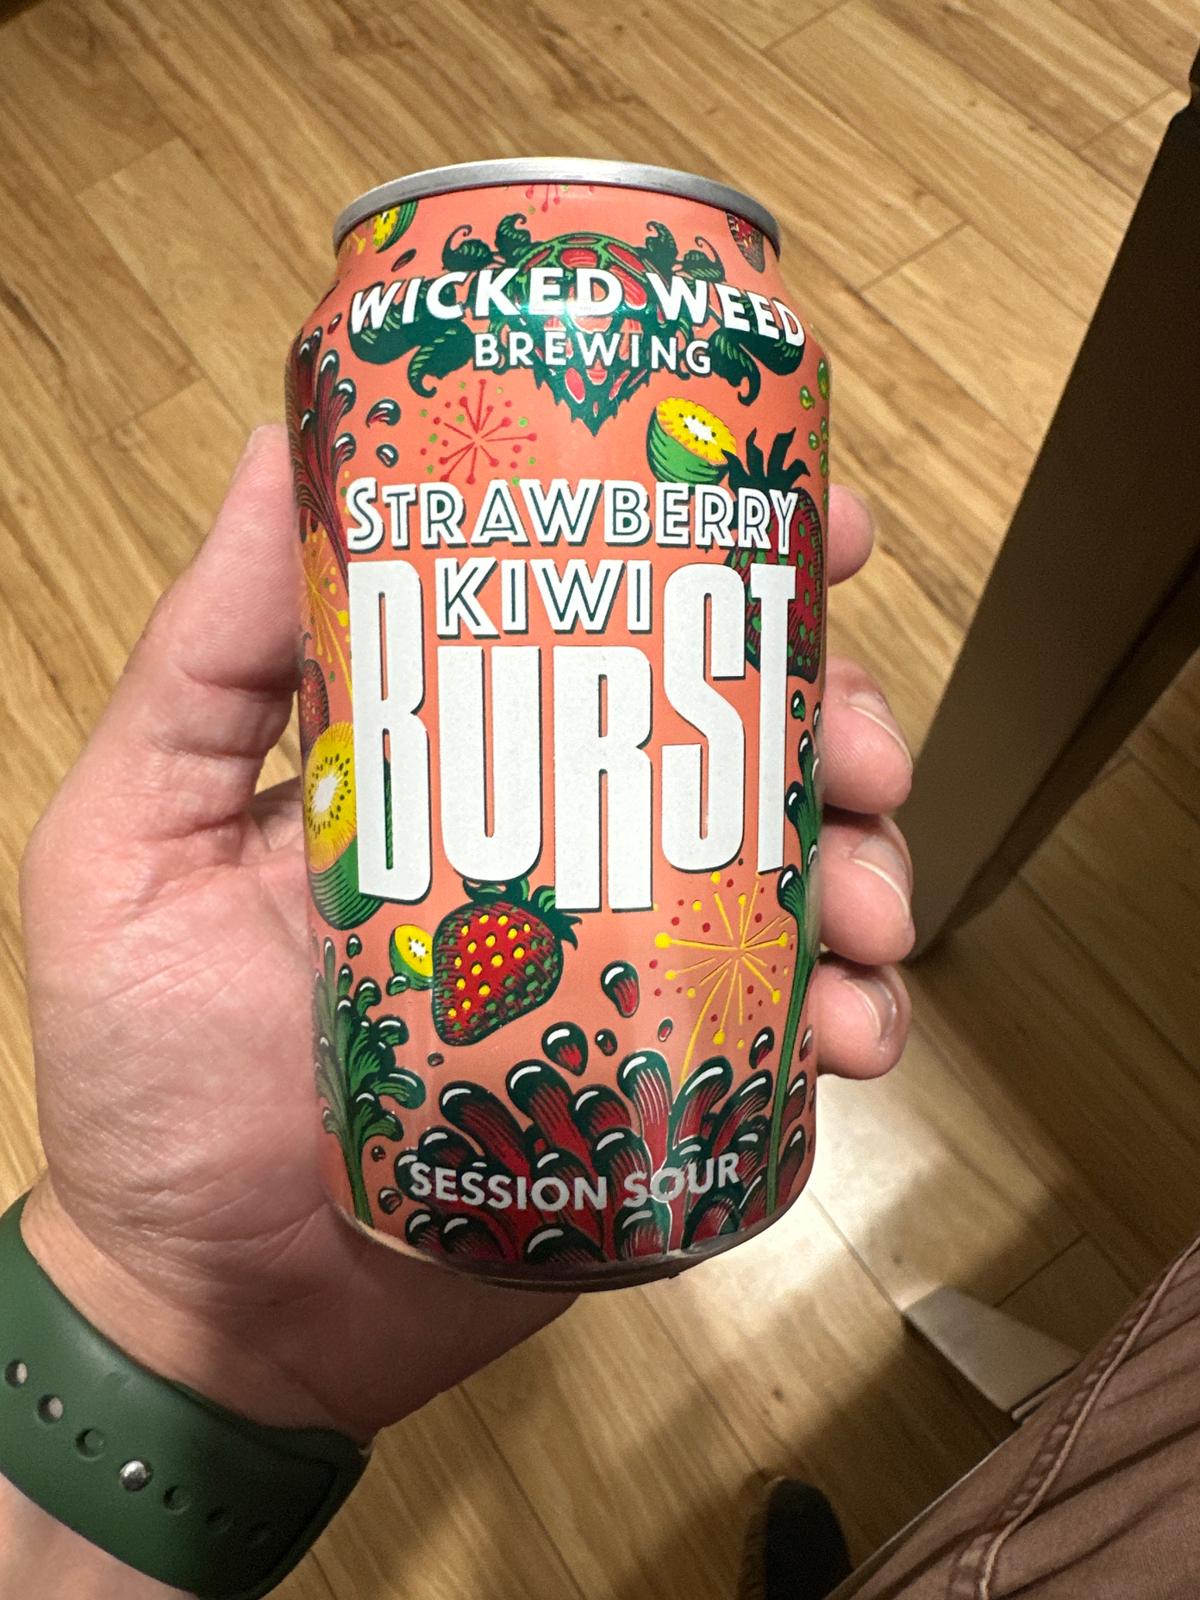 WICKED WEED
BREWING
STRAWBERRY
KIWI
BURST
SESSION SOUR